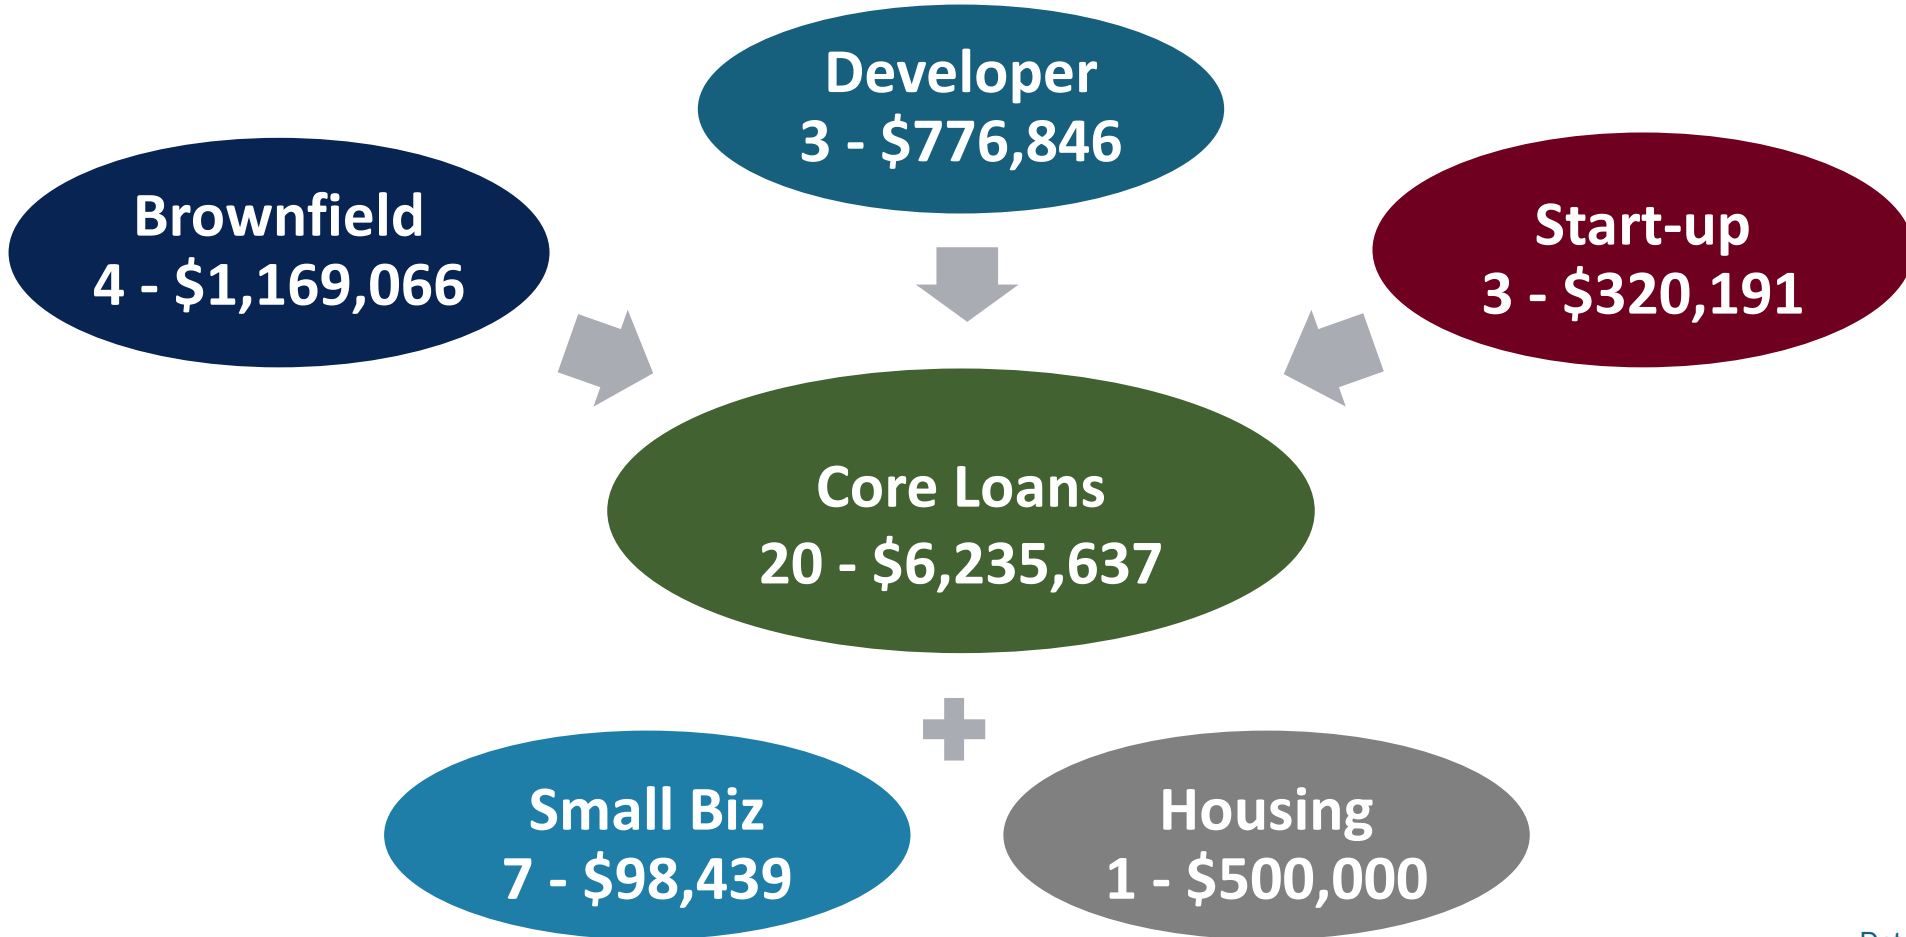 Developer
3 - $776,846
Brownfield
4 - $1,169,066
Start-up
3 - $320,191
Core Loans
20 - $6,235,637
Small Biz
7 - $98,439
Housing
1 - $500,000